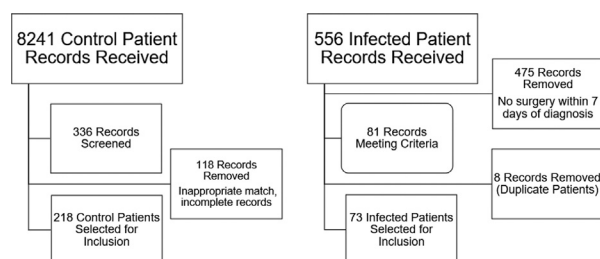 8241 Control Patient
Records Received
336 Records
Screened
118 Records
Removed
Inappropriate match,
incomplete records
218 Control Patients
Selected for
Inclusion
556 Infected Patient
Records Received
475 Records
Removed
No surgery within 7
days of diagnosis
81 Records
Meeting Criteria
8 Records Removed
(Duplicate Patients)
73 Infected Patients
Selected for
Inclusion